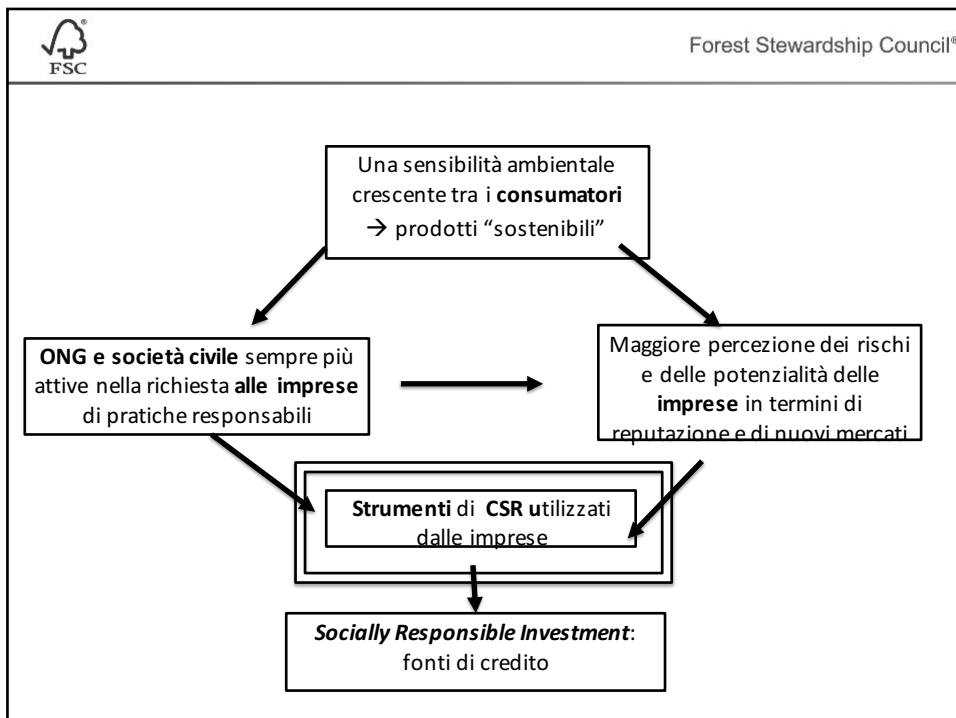 FSC
Forest Stewardship Council®
Una sensibilità ambientale
crescente tra i consumatori
→ prodotti “sostenibili”
ONG e società civile sempre più
attive nella richiesta alle imprese
di pratiche responsabili
Maggiore percezione dei rischi
e delle potenzialità delle
imprese in termini di
reputazione e di nuovi mercati
Strumenti di CSR utilizzati
dalle imprese
Socially Responsible Investment:
fonti di credito